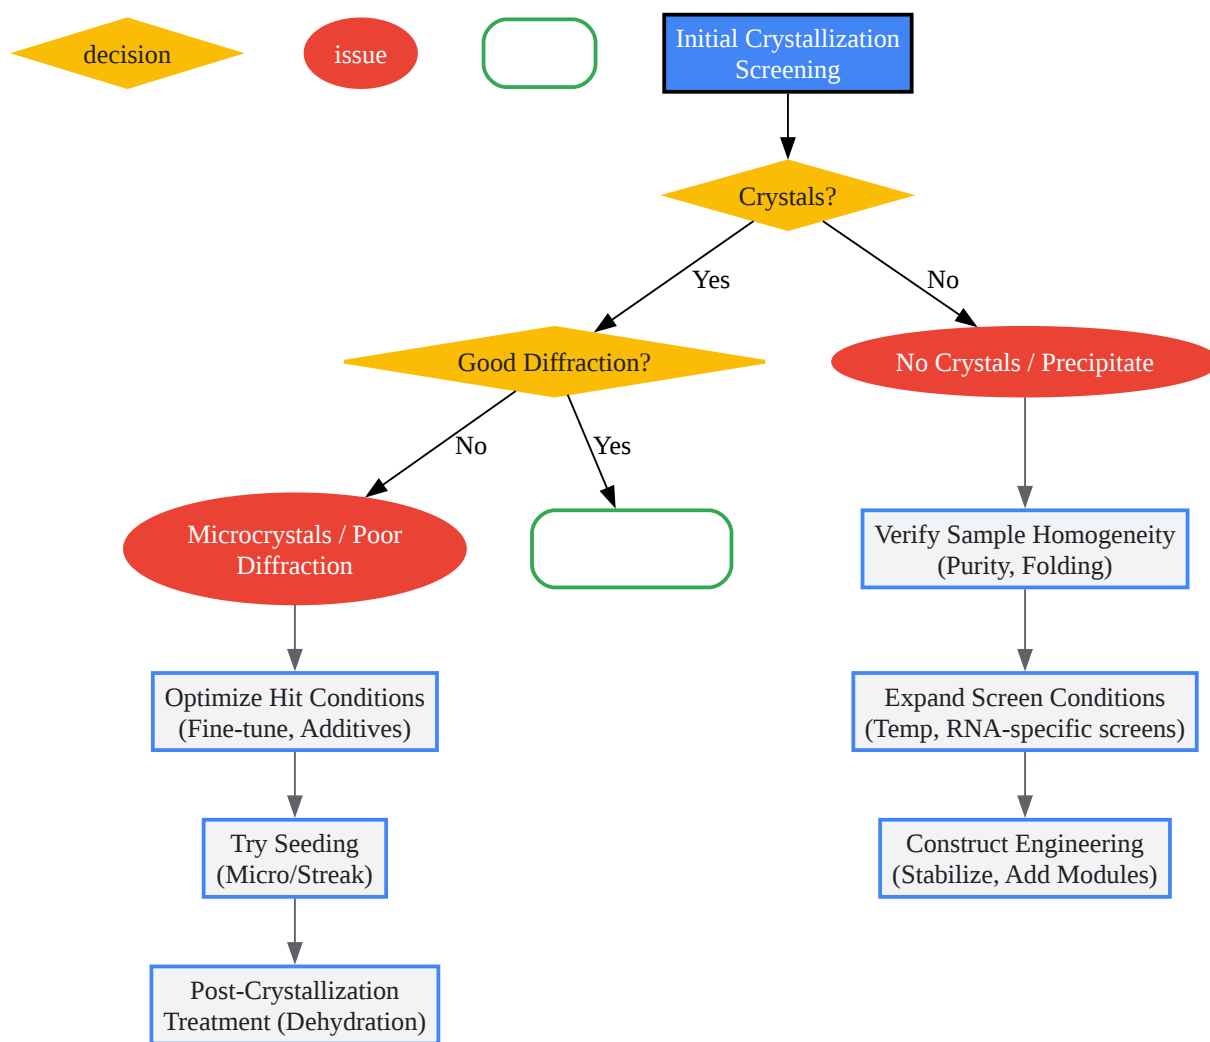 decision
issue
Initial Crystallization
Screening
Crystals?
Yes
No
Good Diffraction?
No Crystals / Precipitate
No
Yes
Microcrystals / Poor
Diffraction
Verify Sample Homogeneity
(Purity, Folding)
Optimize Hit Conditions
(Fine-tune, Additives)
Expand Screen Conditions
(Temp, RNA-specific screens)
Try Seeding
(Micro/Streak)
Construct Engineering
(Stabilize, Add Modules)
Post-Crystallization
Treatment (Dehydration)